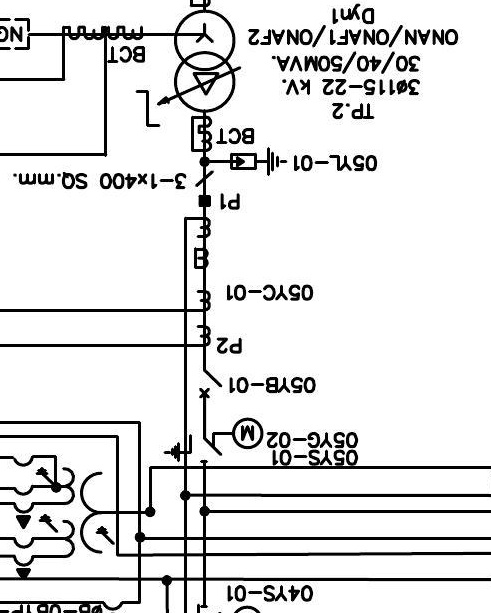 04YS-01
05YS-01
05YG-02
M
05YB-01
P2
05YC-01
P1
3-1x400 SQ.mm.
05YL-01
BCT
TP.2
3ø115-22 kV.
30/40/50MVA.
ONAN/ONAF1/ONAF2
Dyn1
BCT